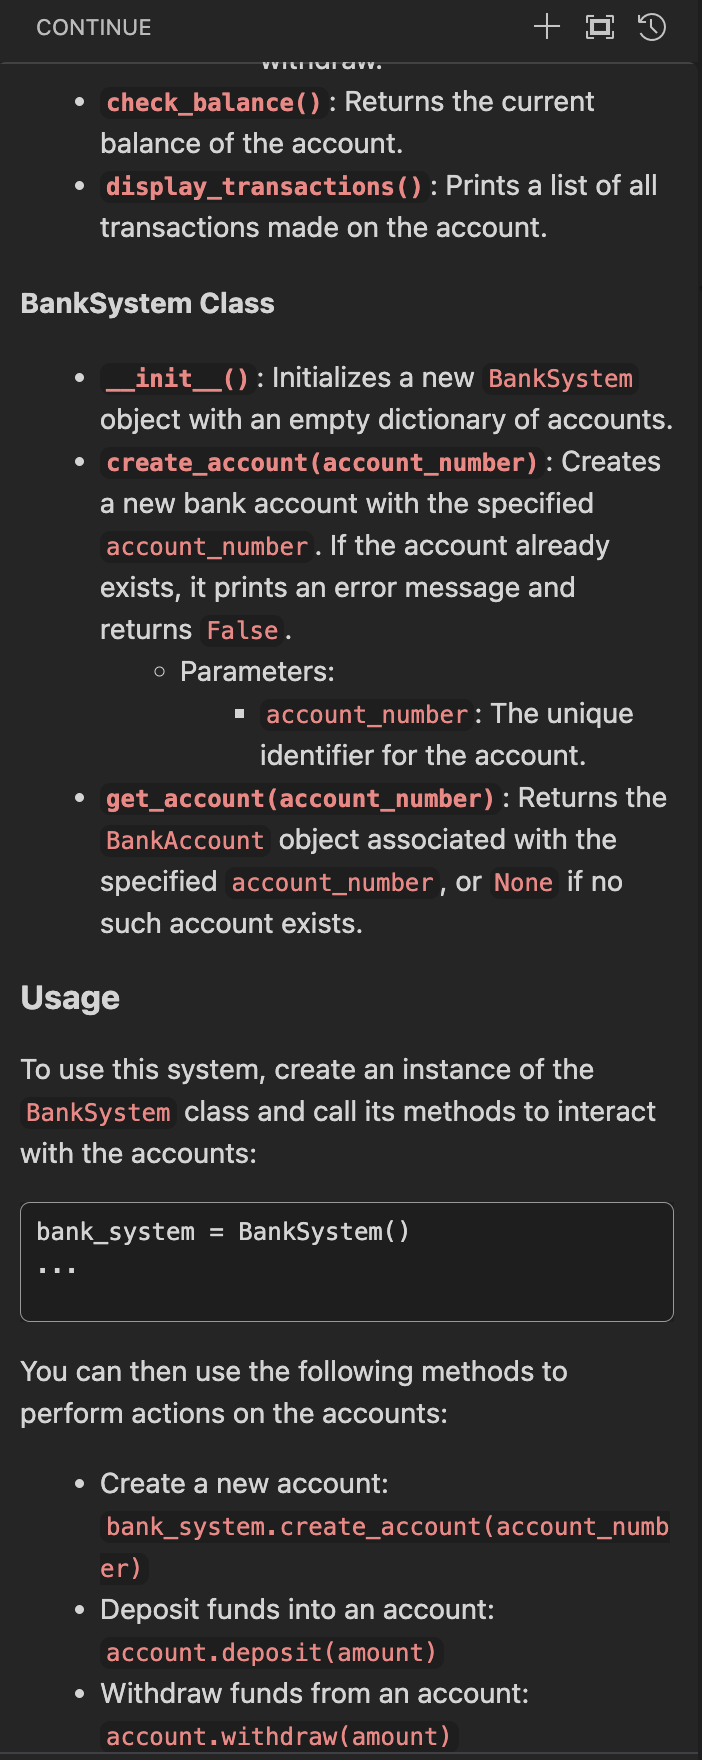 CONTINUE
withdraw.
• check_balance(): Returns the current
balance of the account.
• display_transactions(): Prints a list of all
transactions made on the account.
BankSystem Class
• __init__(): Initializes a new BankSystem
object with an empty dictionary of accounts.
• create_account(account_number): Creates
a new bank account with the specified
account_number. If the account already
exists, it prints an error message and
returns False.
◦ Parameters:
▪ account_number: The unique
identifier for the account.
• get_account(account_number): Returns the
BankAccount object associated with the
specified account_number, or None if no
such account exists.
Usage
To use this system, create an instance of the
BankSystem class and call its methods to interact
with the accounts:
bank_system = BankSystem()
...
You can then use the following methods to
perform actions on the accounts:
• Create a new account:
bank_system.create_account(account_numb
er)
• Deposit funds into an account:
account.deposit(amount)
• Withdraw funds from an account:
account.withdraw(amount)